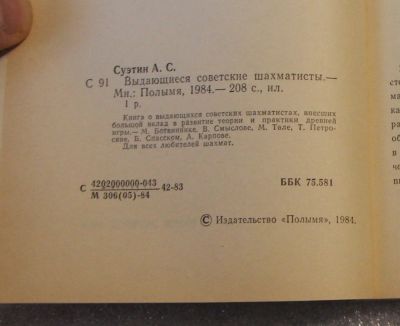 Суэтин А. С.
С 91 Выдающиеся советские шахматисты.—
Мн.: Полымя, 1984.— 208 с., ил.
1 р.
Книга о выдающихся советских шахматистах, внесших
большой вклад в развитие теории и практики древней
игры,— М. Ботвиннике, В. Смыслове, М. Тале, Т. Петро-
сяне, Б. Спасском, А. Карпове.
Для всех любителей шахмат.
С 4202000000-043 42-83
М 306(05)-84
ББК 75.581
© Издательство «Полымя», 1984.